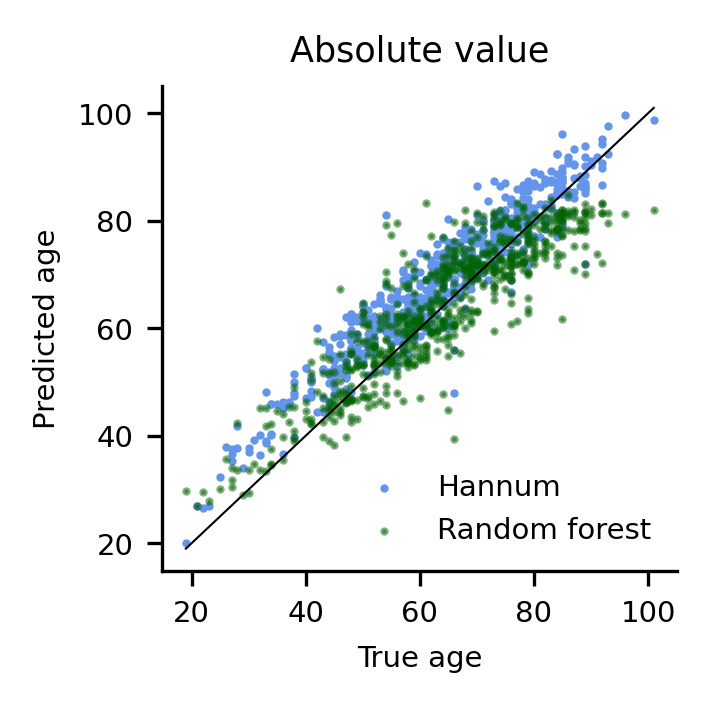 Absolute value
100
80
60
40
20
Predicted age
Hannum
Random forest
20 40 60 80 100
True age